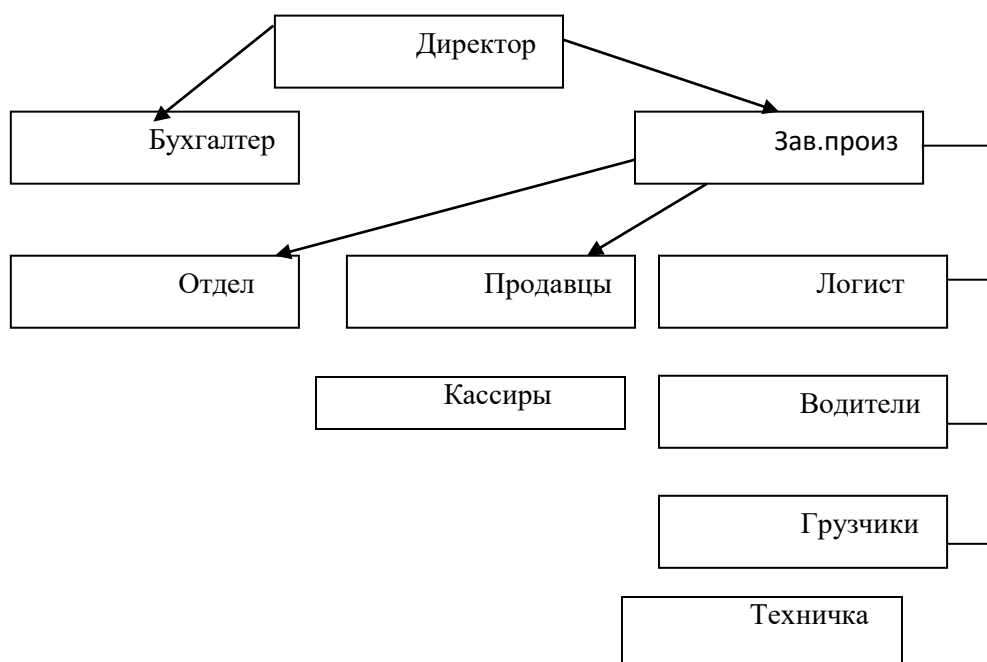 Директор
Бухгалтер
Зав.произ
Отдел
Продавцы
Логист
Кассиры
Водители
Грузчики
Техничка